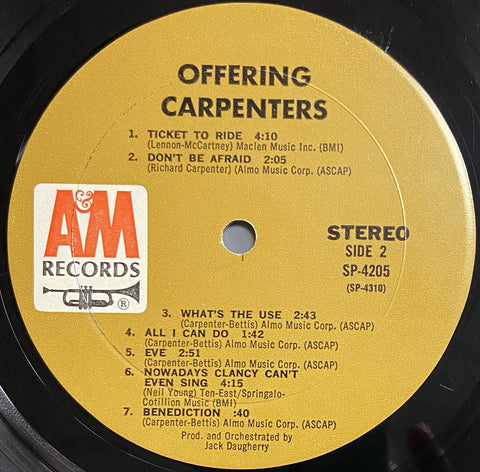 OFFERING
CARPENTERS
1. TICKET TO RIDE 4:10
(Lennon-McCartney) Maclen Music Inc. (BMI)
2. DON'T BE AFRAID 2:05
(Richard Carpenter) (Almo Music Corp. (ASCAP)
A&M
RECORDS
®
STEREO
SIDE 2
SP-4205
(SP-4310)
3. WHAT'S THE USE 2:43
(Carpenter-Bettis) Almo Music Corp. (ASCAP)
4. ALL I CAN DO 1:42
(Carpenter-Bettis) Almo Music Corp. (ASCAP)
5. EVE 2:51
(Carpenter-Bettis) Almo Music Corp. (ASCAP)
6. NOWADAYS CLANCY CAN'T
EVEN SING 4:15
(Neil Young) Ten-East/Springalo-
Cotillion Music (BMI)
7. BENEDICTION :40
(Carpenter-Bettis) Almo Music Corp. (ASCAP)
Prod. and Orchestrated by
Jack Daugherty